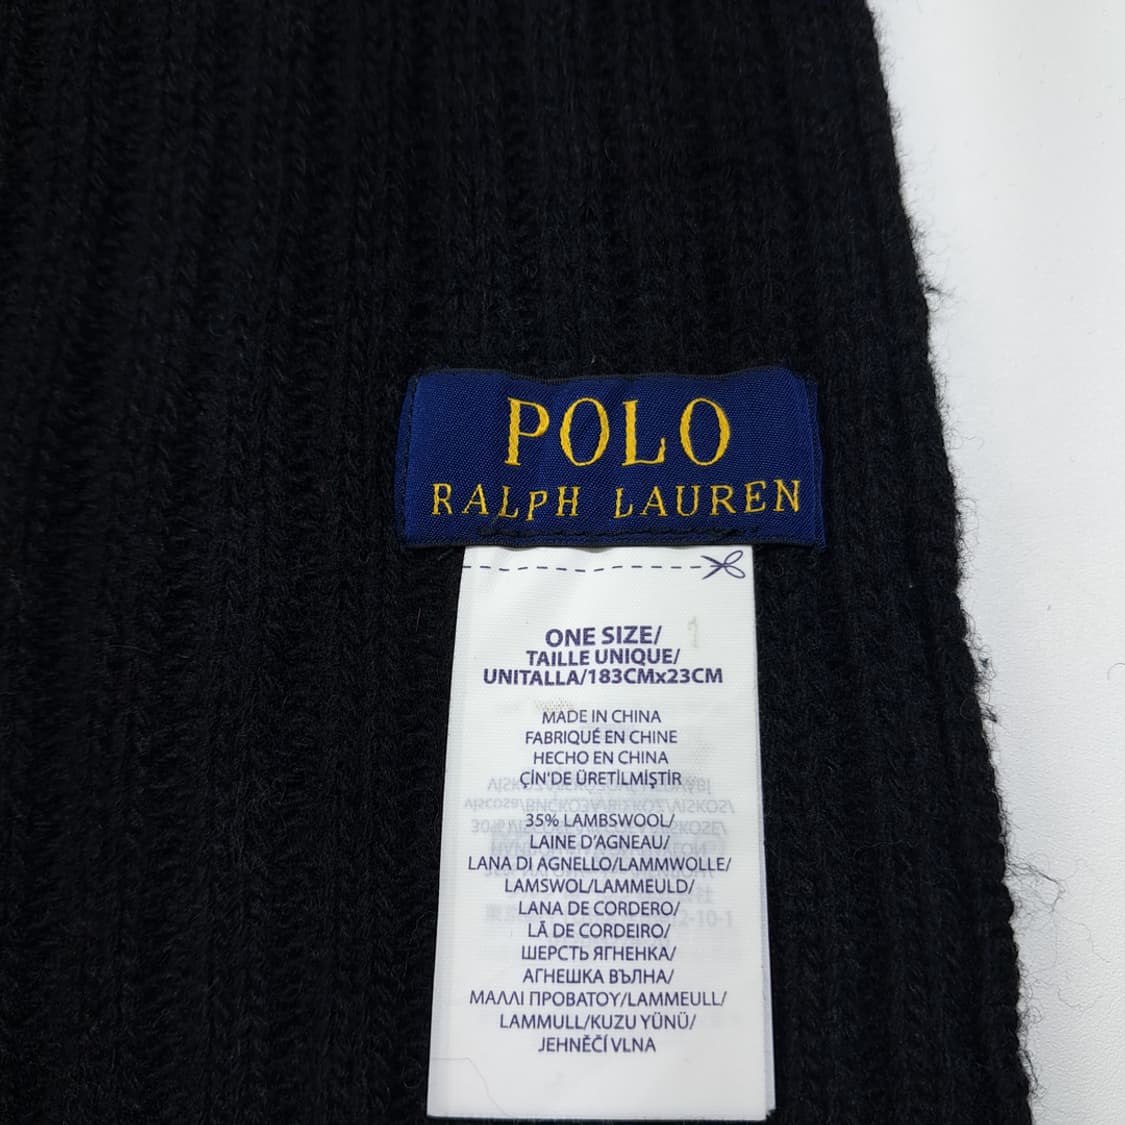 POLO
RALPH LAUREN
ONE SIZE/
TAILLE UNIQUE/
UNITALLA/183CMx23CM
MADE IN CHINA
FABRIQUÉ EN CHINE
HECHO EN CHINA
ÇİN'DE ÜRETİLMİŞTİR
35% LAMBSWOOL/
LAINE D'AGNEAU/
LANA DI AGNELLO/LAMMWOLLE/
LAMSWOL/LAMMEULD/
LANA DE CORDERO/
LÃ DE CORDEIRO/
ШЕРСТЬ ЯГНЕНКА/
АГНЕШКА ВЪЛНА/
ΜΑΛΛΙ ΠΡΟΒΑΤΟΥ/LAMMEULL/
LAMMULL/KUZU YÜNÜ/
JEHNĚČÍ VLNA